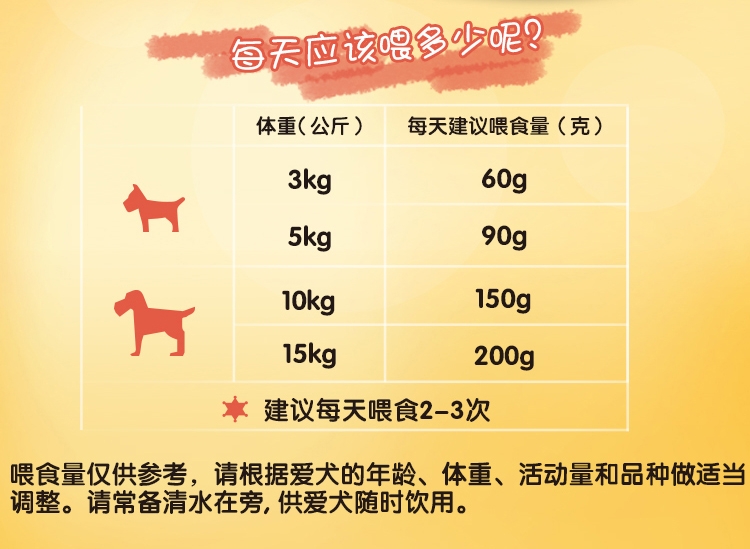 每天应该喂多少呢？
体重（公斤） 每天建议喂食量（克）
3kg 60g
5kg 90g
10kg 150g
15kg 200g
建议每天喂食2-3次
喂食量仅供参考，请根据爱犬的年龄、体重、活动量和品种做适当
调整。请常备清水在旁, 供爱犬随时饮用。